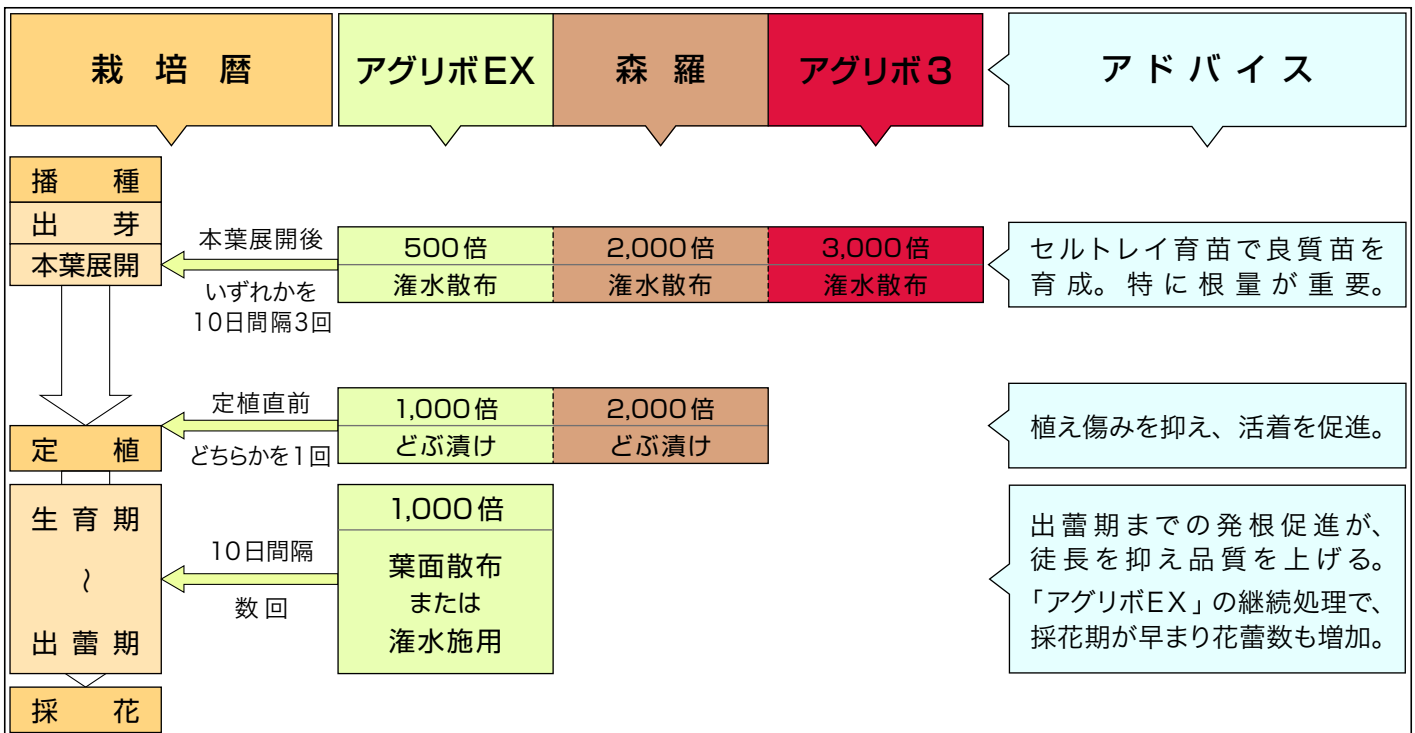 栽培暦
アグリボEX
森羅
アグリボ3
アドバイス
播種
出芽
本葉展開
本葉展開後
いずれかを
10日間隔3回
500倍
灌水散布
2,000倍
灌水散布
3,000倍
灌水散布
セルトレイ育苗で良質苗を
育成。特に根量が重要。
定植
定植直前
どちらかを1回
1,000倍
どぶ漬け
2,000倍
どぶ漬け
植え傷みを抑え、活着を促進。
生育期
〜
出蕾期
10日間隔
数回
1,000倍
葉面散布
または
灌水施用
出蕾期までの発根促進が、
徒長を抑え品質を上げる。
「アグリボEX」の継続処理で、
採花期が早まり花蕾数も増加。
採花